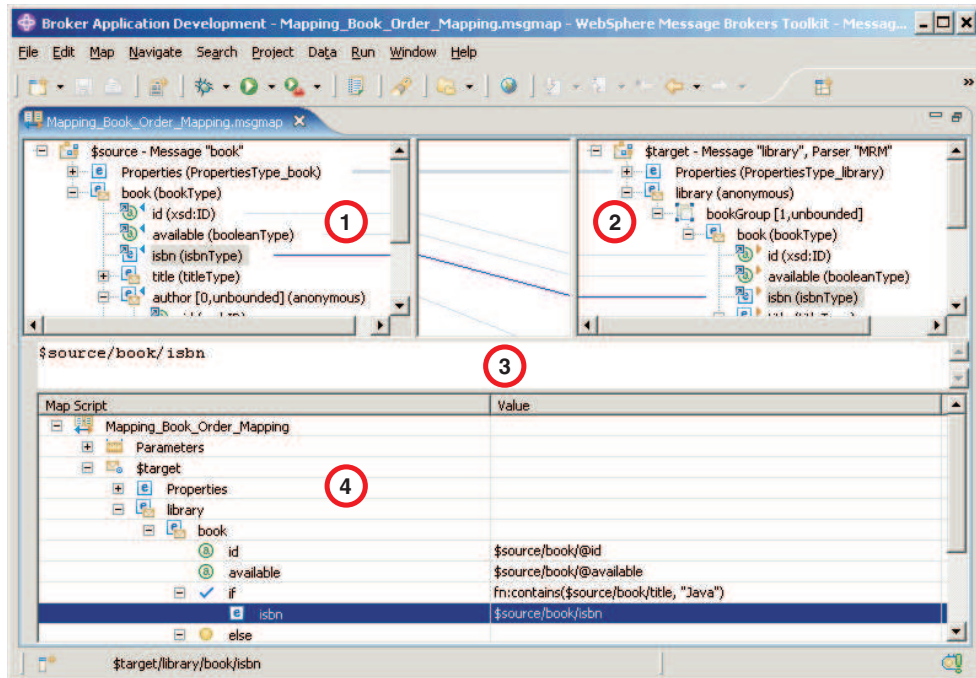 Broker Application Development - Mapping_Book_Order_Mapping.msgmap - WebSphere Message Brokers Toolkit - Messag...
File Edit Map Navigate Search Project Data Run Window Help
»
Mapping_Book_Order_Mapping.msgmap
$source - Message "book"
Properties (PropertiesType_book)
book (bookType)
id (xsd:ID)
available (booleanType)
isbn (isbnType)
title (titleType)
author [0,unbounded] (anonymous)
1
$target - Message "library", Parser "MRM"
Properties (PropertiesType_library)
library (anonymous)
bookGroup [1,unbounded]
book (bookType)
id (xsd:ID)
available (booleanType)
isbn (isbnType)
2
$source/book/isbn
3
Map Script Value
Mapping_Book_Order_Mapping
Parameters
$target
Properties
4
library
book
id $source/book/@id
available $source/book/@available
if fn:contains($source/book/title, "Java")
isbn $source/book/isbn
else
$target/library/book/isbn